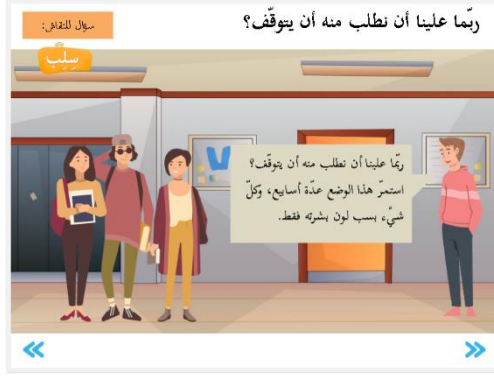 ربّما علينا أن نطلب منه أن يتوقّف؟
سؤال للنقاش:
سلب
ربّما علينا أن نطلب منه أن يتوقّف؟
استمرّ هذا الوضع عدّة أسابيع، وكلّ
شيء بسبب لون بشرته فقط.